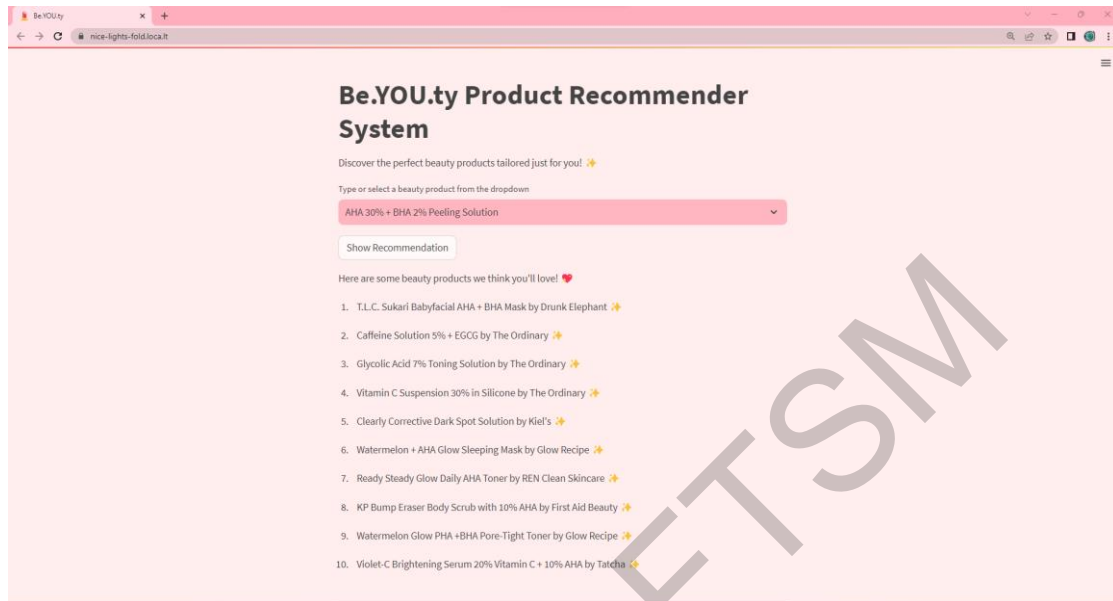 Be.YOU.ty
nice-lights-fold.loca.lt
Be.YOU.ty Product Recommender
System
Discover the perfect beauty products tailored just for you! ✨
Type or select a beauty product from the dropdown
AHA 30% + BHA 2% Peeling Solution
Show Recommendation
Here are some beauty products we think you'll love! 💖
1. T.L.C. Sukari Babyfacial AHA + BHA Mask by Drunk Elephant ✨
2. Caffeine Solution 5% + EGCG by The Ordinary ✨
3. Glycolic Acid 7% Toning Solution by The Ordinary ✨
4. Vitamin C Suspension 30% in Silicone by The Ordinary ✨
5. Clearly Corrective Dark Spot Solution by Kiel's ✨
6. Watermelon + AHA Glow Sleeping Mask by Glow Recipe ✨
7. Ready Steady Glow Daily AHA Toner by REN Clean Skincare ✨
8. KP Bump Eraser Body Scrub with 10% AHA by First Aid Beauty ✨
9. Watermelon Glow PHA +BHA Pore-Tight Toner by Glow Recipe ✨
10. Violet-C Brightening Serum 20% Vitamin C + 10% AHA by Tatcha ✨
ETSM